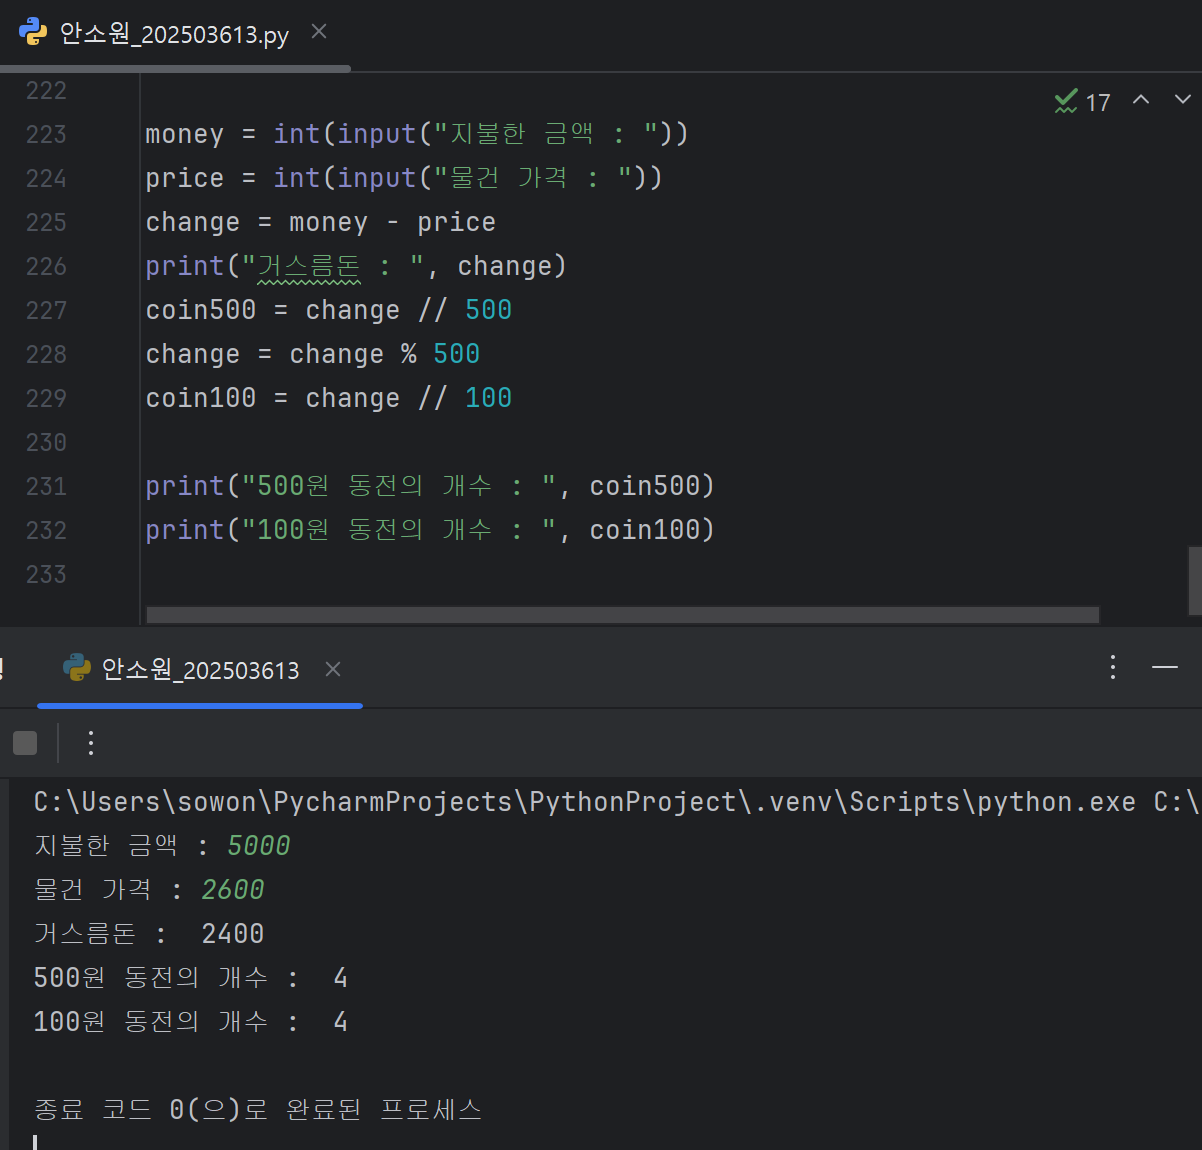 안소원_202503613.py
17
222
223 money = int(input("지불한 금액 : "))
224 price = int(input("물건 가격 : "))
225 change = money - price
226 print("거스름돈 : ", change)
227 coin500 = change // 500
228 change = change % 500
229 coin100 = change // 100
230
231 print("500원 동전의 개수 : ", coin500)
232 print("100원 동전의 개수 : ", coin100)
233
안소원_202503613
C:\Users\sowon\PycharmProjects\PythonProject\.venv\Scripts\python.exe C:\
지불한 금액 : 5000
물건 가격 : 2600
거스름돈 :  2400
500원 동전의 개수 :  4
100원 동전의 개수 :  4
종료 코드 0(으)로 완료된 프로세스